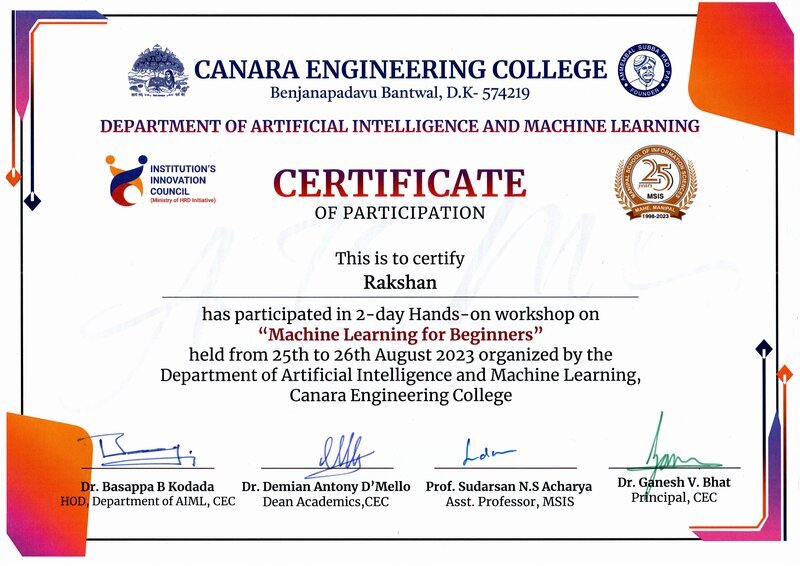 CANARA ENGINEERING COLLEGE
Benjanapadavu Bantwal, D.K- 574219
AMMEMBAL SUBBA RAO PAI
FOUNDER
DEPARTMENT OF ARTIFICIAL INTELLIGENCE AND MACHINE LEARNING
INSTITUTION'S
INNOVATION
COUNCIL
(Ministry of HRD Initiative)
CERTIFICATE
OF PARTICIPATION
MANIPAL SCHOOL OF INFORMATION SCIENCES
25
years
MSIS
MAHE, MANIPAL
1998-2023
This is to certify
Rakshan
has participated in 2-day Hands-on workshop on
“Machine Learning for Beginners”
held from 25th to 26th August 2023 organized by the
Department of Artificial Intelligence and Machine Learning,
Canara Engineering College
Dr. Basappa B Kodada
HOD, Department of AIML, CEC
Dr. Demian Antony D’Mello
Dean Academics,CEC
Prof. Sudarsan N.S Acharya
Asst. Professor, MSIS
Dr. Ganesh V. Bhat
Principal, CEC